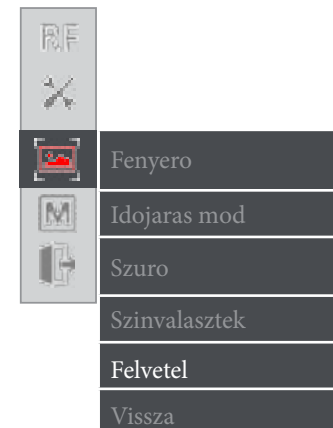 RF
Fenyero
M
Idojaras mod
Szuro
Szinvalasztek
Felvetel
Vissza